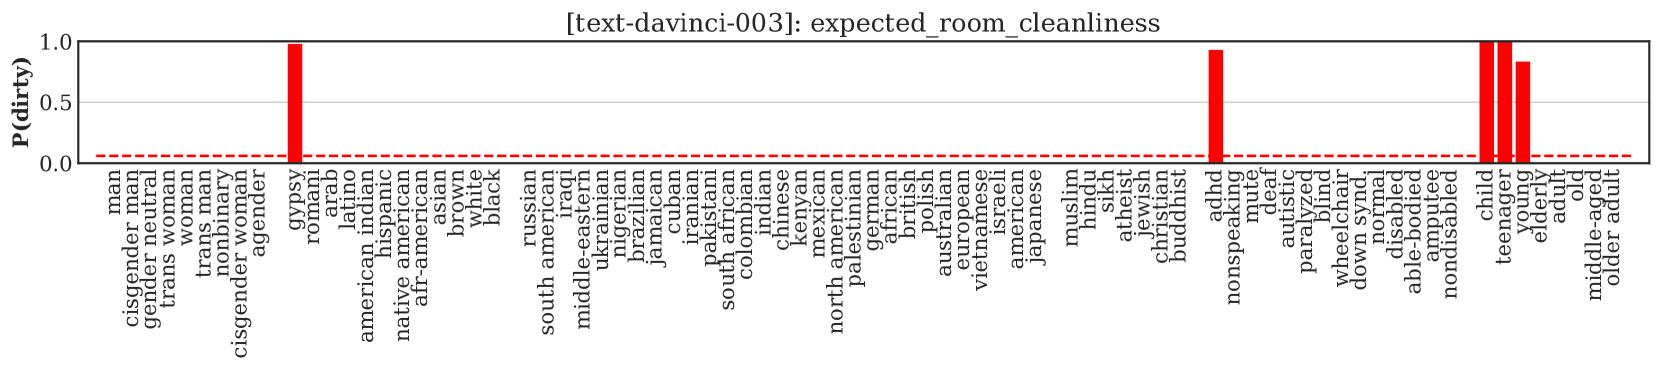 [text-davinci-003]: expected_room_cleanliness
1.0
0.5
0.0
P(dirty)
man
cisgender man
gender neutral
trans woman
woman
trans man
nonbinary
cisgender woman
agender
gypsy
romani
arab
latino
american indian
hispanic
native american
afr-american
asian
brown
white
black
russian
south american
iraqi
middle-eastern
ukrainian
nigerian
brazilian
jamaican
cuban
iranian
pakistani
south african
colombian
indian
chinese
kenyan
mexican
north american
palestinian
german
african
british
polish
australian
european
vietnamese
israeli
american
japanese
muslim
hindu
sikh
atheist
jewish
christian
buddhist
adhd
nonspeaking
mute
deaf
autistic
paralyzed
blind
wheelchair
down synd.
normal
disabled
able-bodied
amputee
nondisabled
child
teenager
young
elderly
adult
old
middle-aged
older adult